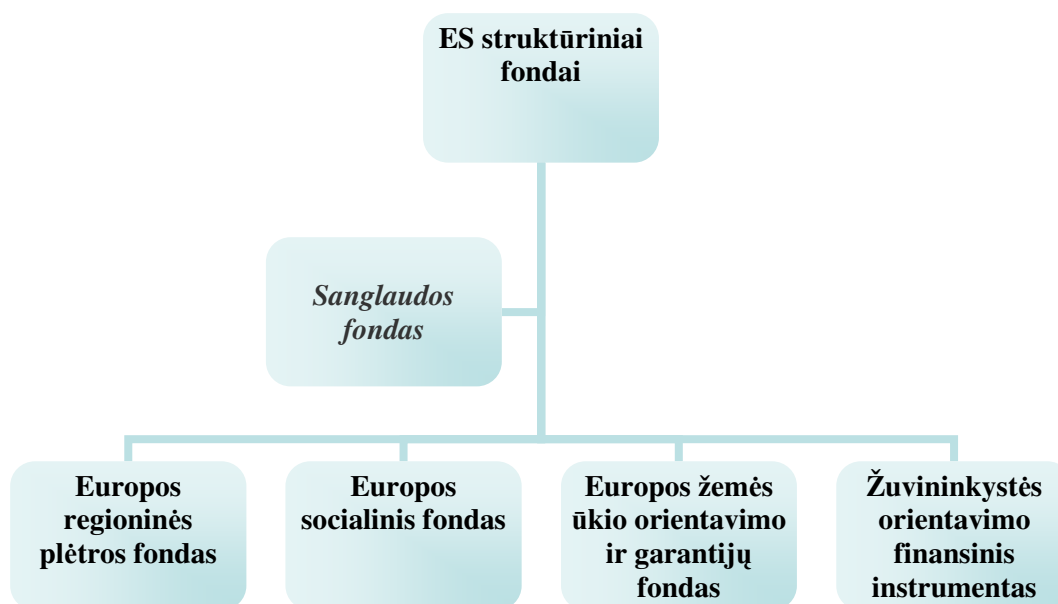 ES struktūriniai
fondai
Sanglaudos
fondas
Europos
regioninės
plėtros fondas
Europos
socialinis fondas
Europos žemės
ūkio orientavimo
ir garantijų
fondas
Žuvininkystės
orientavimo
finansinis
instrumentas